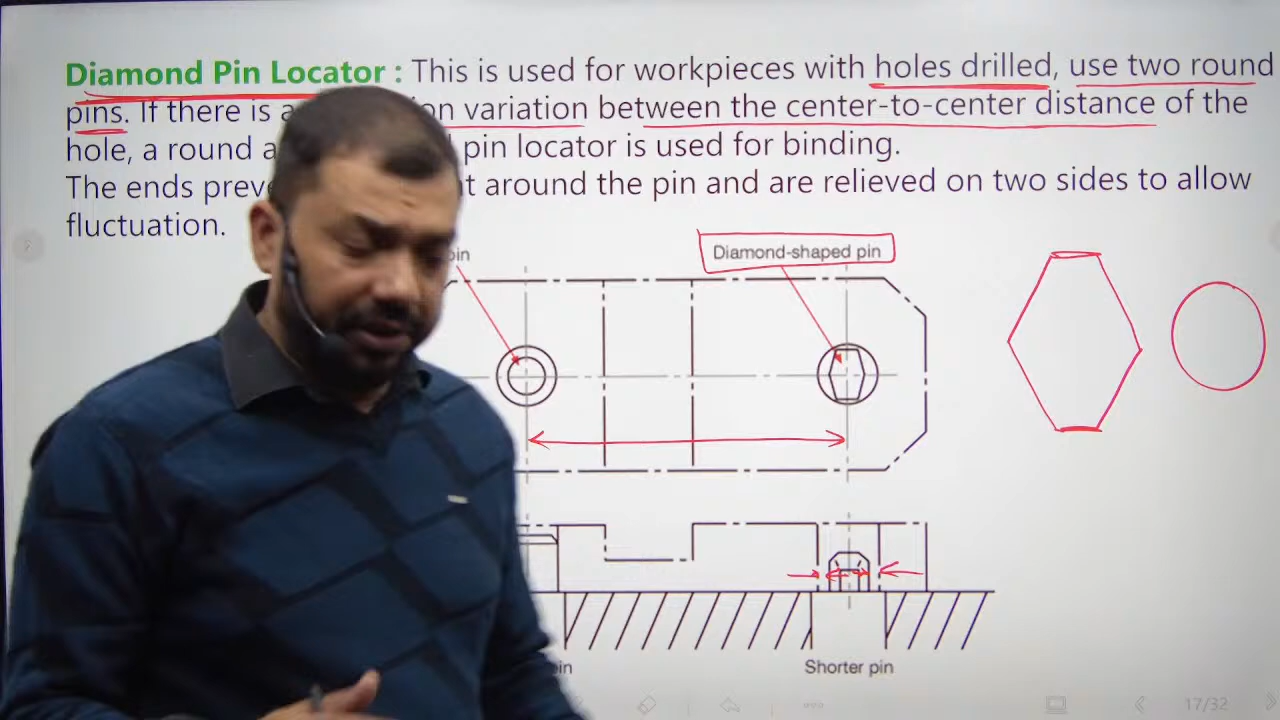 Diamond Pin Locator : This is used for workpieces with holes drilled, use two round
pins. If there is a on variation between the center-to-center distance of the
hole, a round a pin locator is used for binding.
The ends prev t around the pin and are relieved on two sides to allow
fluctuation.
pin
Diamond-shaped pin
pin
Shorter pin
17/32